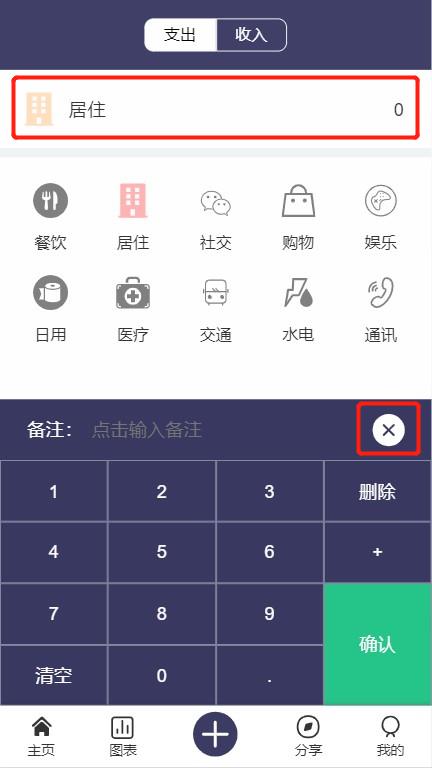 支出 收入
居住 0
餐饮 居住 社交 购物 娱乐
日用 医疗 交通 水电 通讯
备注： 点击输入备注
1 2 3 删除
4 5 6 +
7 8 9
确认
清空 0 .
主页 图表 分享 我的